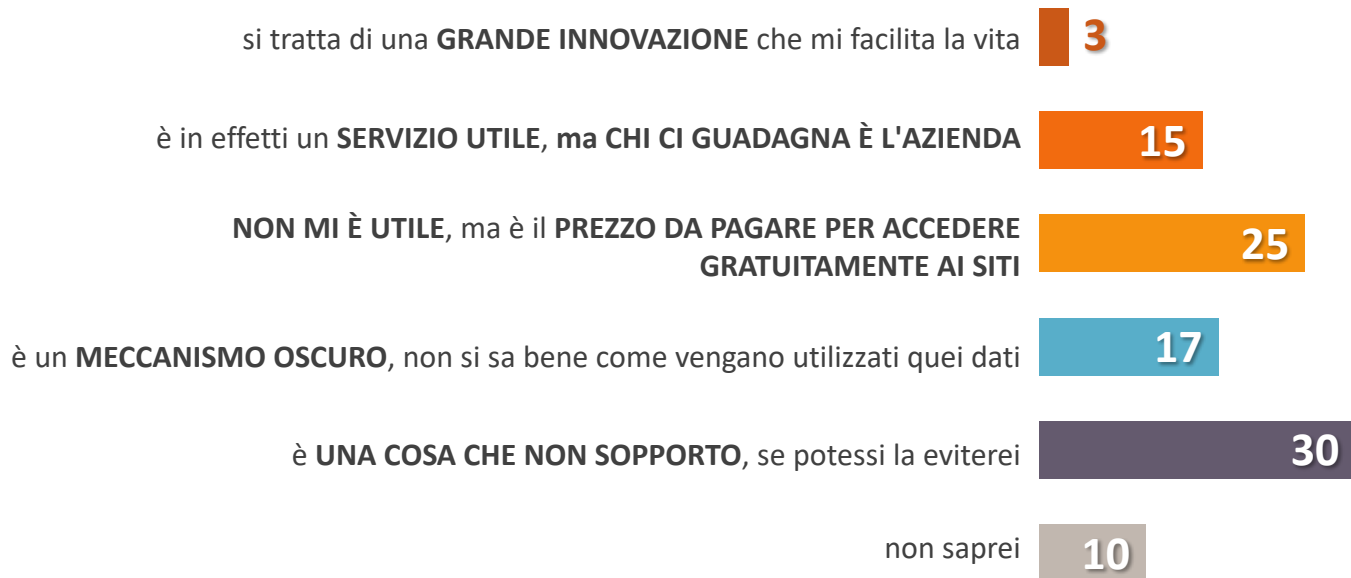 si tratta di una GRANDE INNOVAZIONE che mi facilita la vita 3
è in effetti un SERVIZIO UTILE, ma CHI CI GUADAGNA È L'AZIENDA 15
NON MI È UTILE, ma è il PREZZO DA PAGARE PER ACCEDERE
GRATUITAMENTE AI SITI 25
è un MECCANISMO OSCURO, non si sa bene come vengano utilizzati quei dati 17
è UNA COSA CHE NON SOPPORTO, se potessi la eviterei 30
non saprei 10